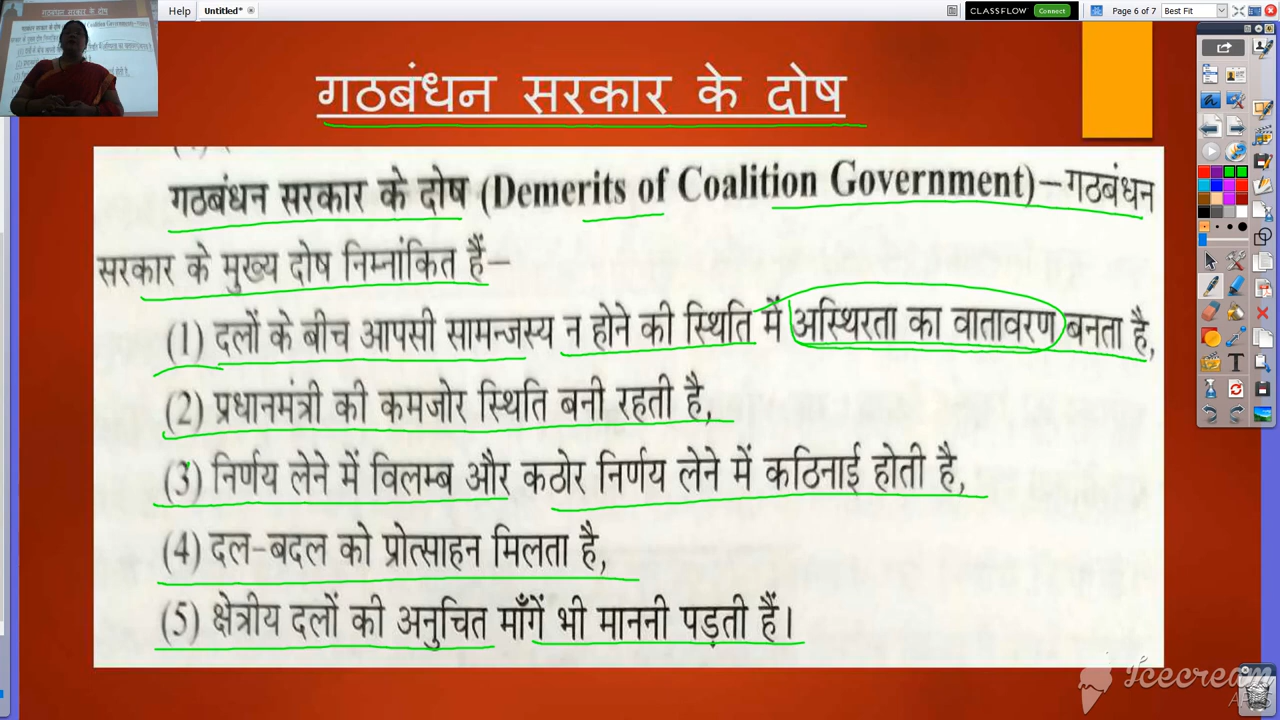 Help
Untitled*
CLASSFLOW Connect
Page 6 of 7
Best Fit
गठबंधन सरकार के दोष
गठबंधन सरकार के दोष (Demerits of Coalition Government)–गठबंधन
सरकार के मुख्य दोष निम्नांकित हैं–
(1) दलों के बीच आपसी सामन्जस्य न होने की स्थिति में अस्थिरता का वातावरण बनता है,
(2) प्रधानमंत्री की कमजोर स्थिति बनी रहती है,
(3) निर्णय लेने में विलम्ब और कठोर निर्णय लेने में कठिनाई होती है,
(4) दल-बदल को प्रोत्साहन मिलता है,
(5) क्षेत्रीय दलों की अनुचित माँगें भी माननी पड़ती हैं।
Icecream
APPS